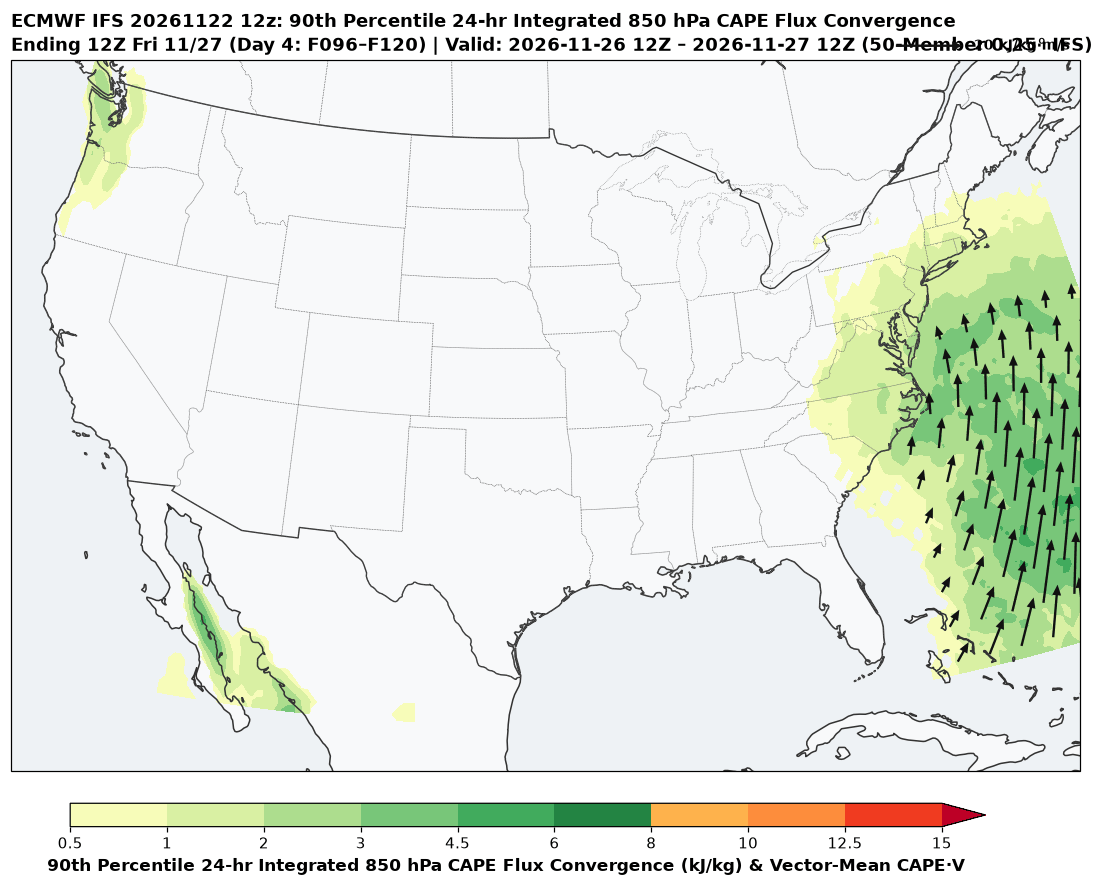 ECMWF IFS 20261122 12z: 90th Percentile 24-hr Integrated 850 hPa CAPE Flux Convergence
Ending 12Z Fri 11/27 (Day 4: F096–F120) | Valid: 2026-11-26 12Z – 2026-11-27 12Z (50-Member 0.25° IFS)
0.5 1 2 3 4.5 6 8 10 12.5 15
90th Percentile 24-hr Integrated 850 hPa CAPE Flux Convergence (kJ/kg) & Vector-Mean CAPE·V